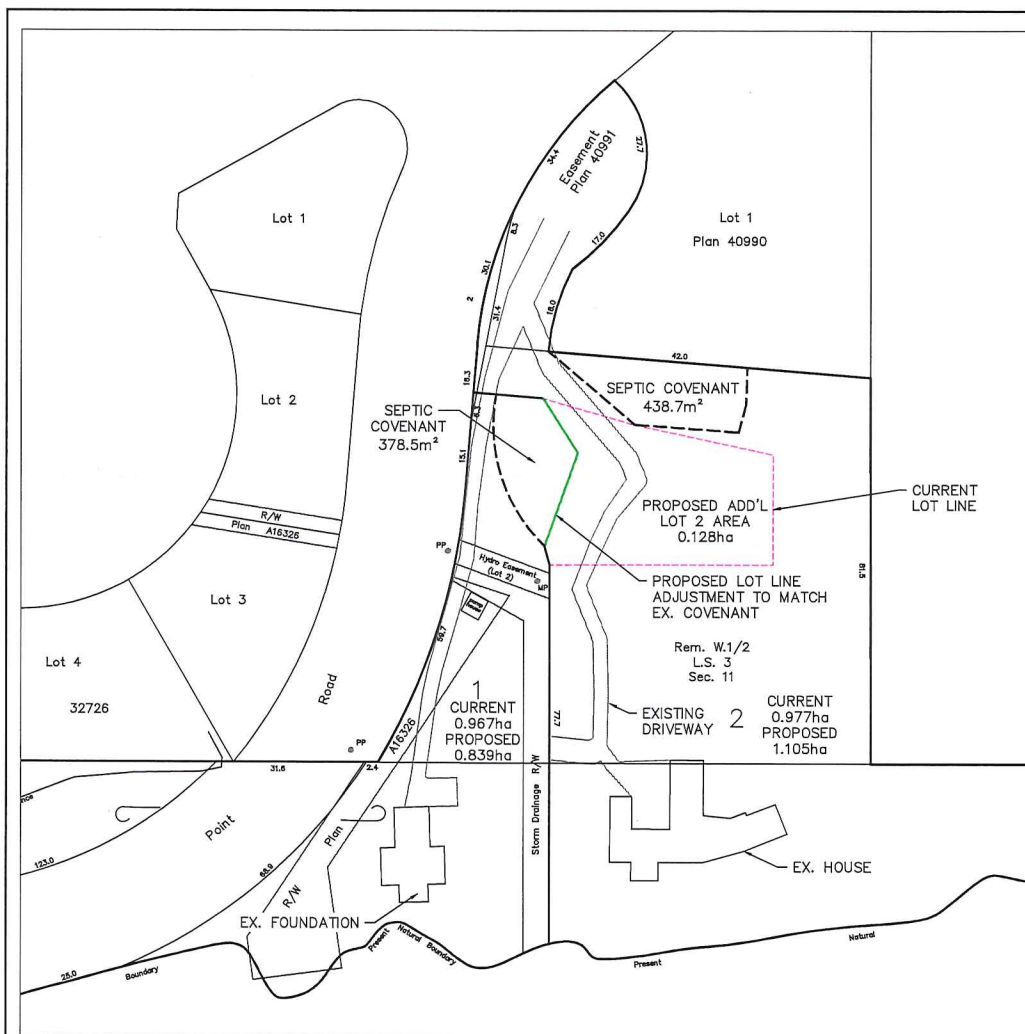 Lot 1
34.4
Easement
Plan 40991
27.7
Lot 1
Plan 40990
8.3
17.0
30.1
2
31.4
18.0
42.0
18.3
6.3
15.1
Lot 2
SEPTIC
COVENANT
378.5m²
SEPTIC COVENANT
438.7m²
CURRENT
LOT LINE
PROPOSED ADD'L
LOT 2 AREA
0.128ha
R/W
Plan A16326
PP
Hydro Easement
(Lot 2)
MP
PROPOSED LOT LINE
ADJUSTMENT TO MATCH
EX. COVENANT
81.5
Lot 3
pump
house
59.7
Rem. W.1/2
L.S. 3
Sec. 11
Lot 4
32726
Road
A16326
1
CURRENT
0.967ha
PROPOSED
0.839ha
77.7
EXISTING
DRIVEWAY
2
CURRENT
0.977ha
PROPOSED
1.105ha
PP
31.6
2.4
Storm Drainage R/W
Point
Plan
123.0
68.9
R/W
EX. FOUNDATION
EX. HOUSE
25.0
Boundary
Present
Natural Boundary
Present
Natural